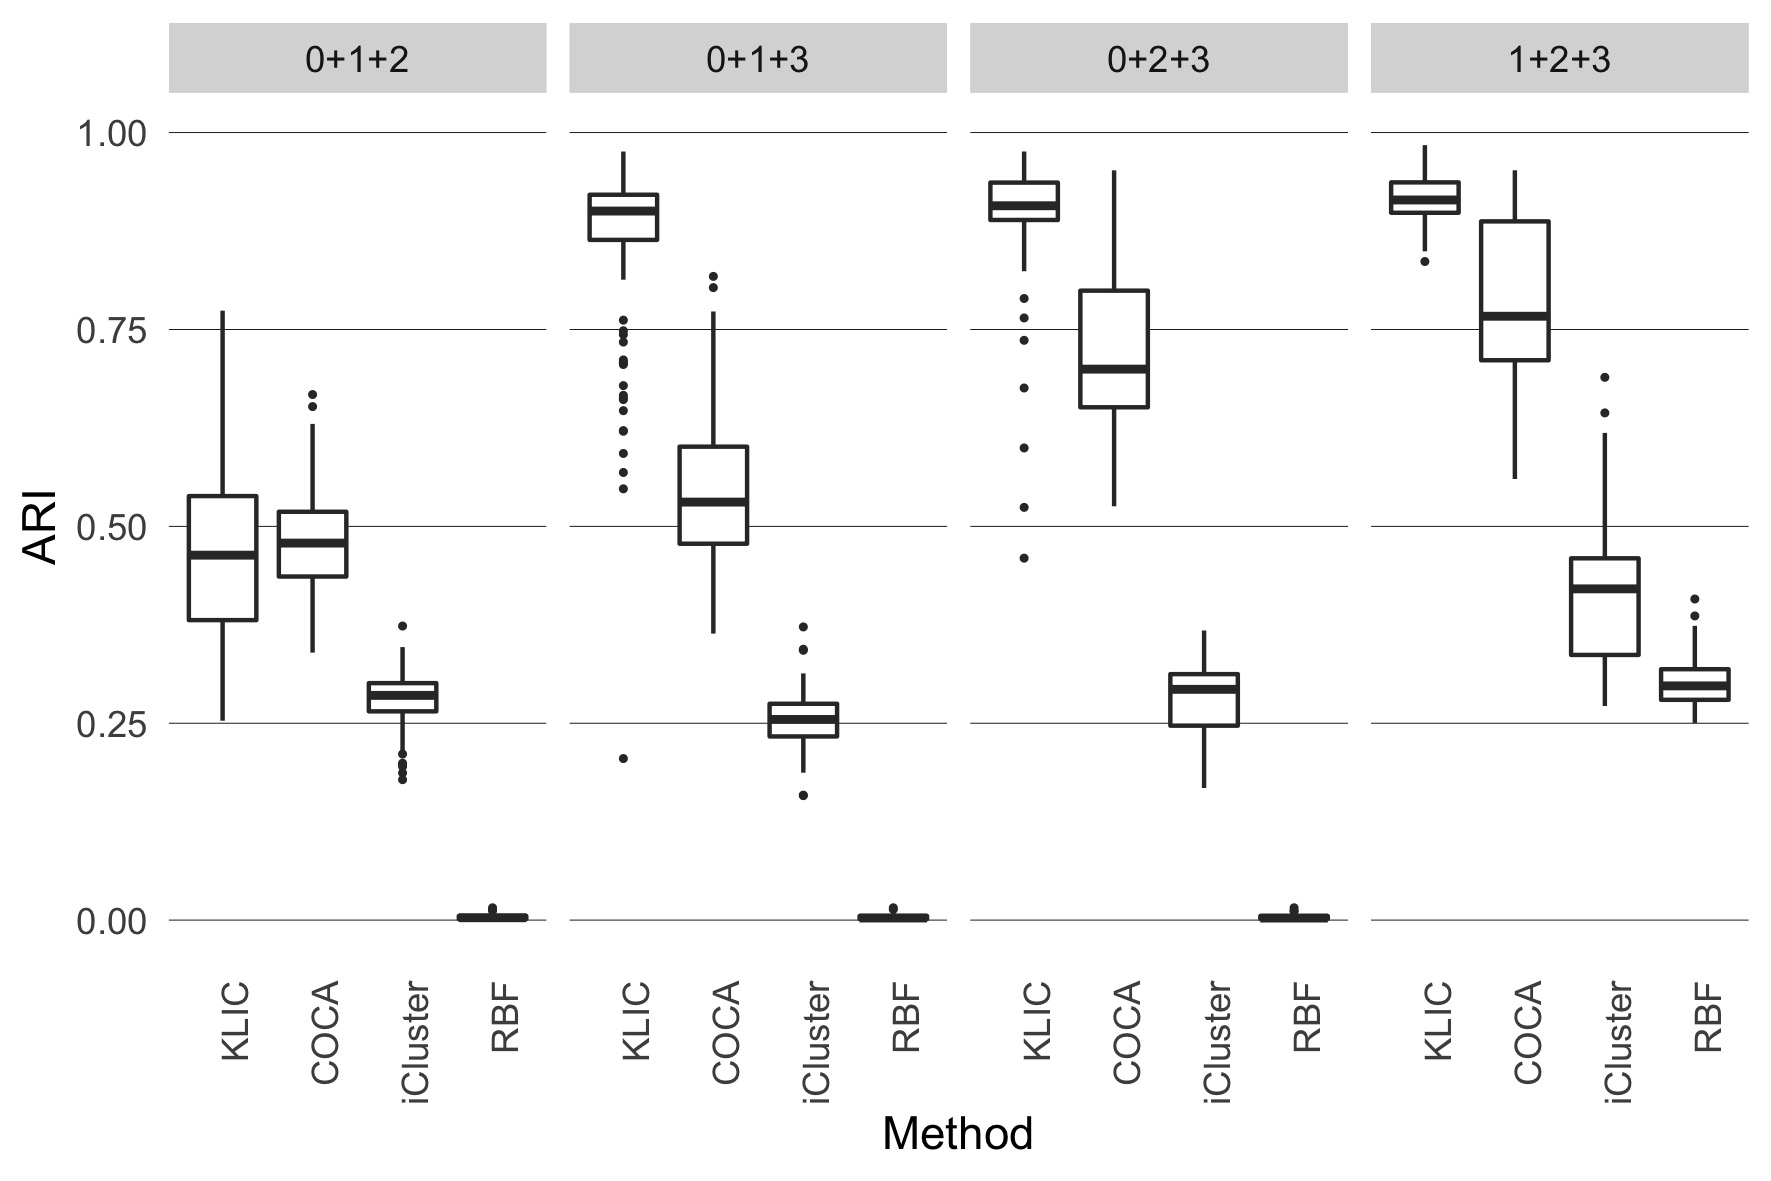 0+1+2 0+1+3 0+2+3 1+2+3
1.00
0.75
0.50
0.25
0.00
ARI
KLIC COCA iCluster RBF KLIC COCA iCluster RBF KLIC COCA iCluster RBF KLIC COCA iCluster RBF
Method